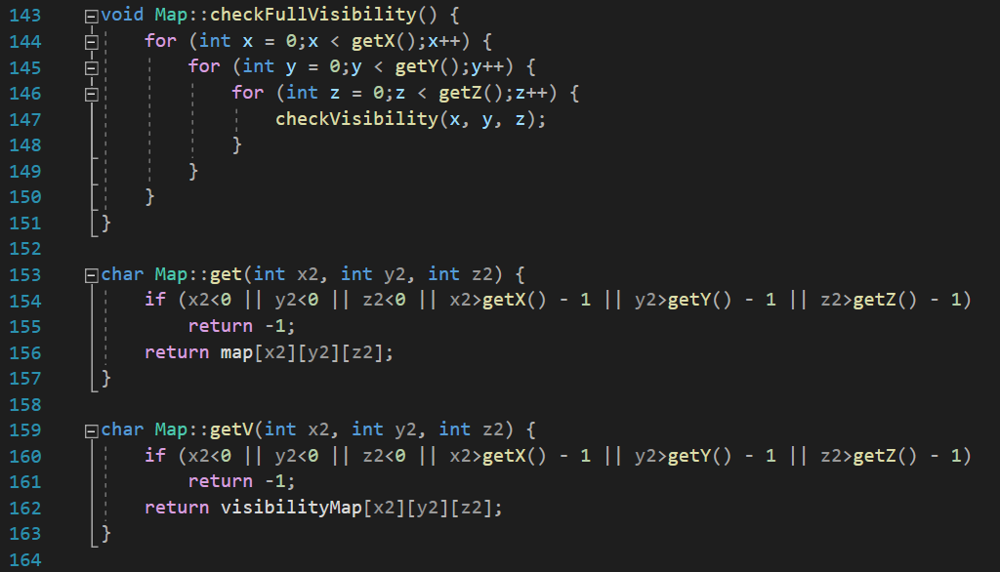 143 void Map::checkFullVisibility() {
144     for (int x = 0;x < getX();x++) {
145         for (int y = 0;y < getY();y++) {
146             for (int z = 0;z < getZ();z++) {
147                 checkVisibility(x, y, z);
148             }
149         }
150     }
151 }
152
153 char Map::get(int x2, int y2, int z2) {
154     if (x2<0 || y2<0 || z2<0 || x2>getX() - 1 || y2>getY() - 1 || z2>getZ() - 1)
155         return -1;
156     return map[x2][y2][z2];
157 }
158
159 char Map::getV(int x2, int y2, int z2) {
160     if (x2<0 || y2<0 || z2<0 || x2>getX() - 1 || y2>getY() - 1 || z2>getZ() - 1)
161         return -1;
162     return visibilityMap[x2][y2][z2];
163 }
164